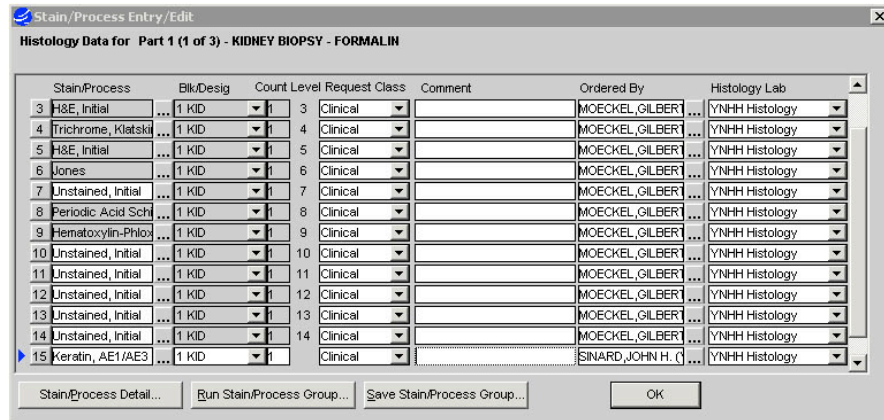 Stain/Process Entry/Edit
Histology Data for Part 1 (1 of 3) - KIDNEY BIOPSY - FORMALIN
Stain/Process Blk/Desig Count Level Request Class Comment Ordered By Histology Lab
3 H&E, Initial ... 1 KID 1 3 Clinical MOECKEL,GILBERT ... YNHH Histology
4 Trichrome, Klatski ... 1 KID 1 4 Clinical MOECKEL,GILBERT ... YNHH Histology
5 H&E, Initial ... 1 KID 1 5 Clinical MOECKEL,GILBERT ... YNHH Histology
6 Jones ... 1 KID 1 6 Clinical MOECKEL,GILBERT ... YNHH Histology
7 Unstained, Initial ... 1 KID 1 7 Clinical MOECKEL,GILBERT ... YNHH Histology
8 Periodic Acid Schi ... 1 KID 1 8 Clinical MOECKEL,GILBERT ... YNHH Histology
9 Hematoxylin-Phlox ... 1 KID 1 9 Clinical MOECKEL,GILBERT ... YNHH Histology
10 Unstained, Initial ... 1 KID 1 10 Clinical MOECKEL,GILBERT ... YNHH Histology
11 Unstained, Initial ... 1 KID 1 11 Clinical MOECKEL,GILBERT ... YNHH Histology
12 Unstained, Initial ... 1 KID 1 12 Clinical MOECKEL,GILBERT ... YNHH Histology
13 Unstained, Initial ... 1 KID 1 13 Clinical MOECKEL,GILBERT ... YNHH Histology
14 Unstained, Initial ... 1 KID 1 14 Clinical MOECKEL,GILBERT ... YNHH Histology
15 Keratin, AE1/AE3 ... 1 KID 1 Clinical SINARD,JOHN H. (Y ... YNHH Histology
Stain/Process Detail... Run Stain/Process Group... Save Stain/Process Group... OK